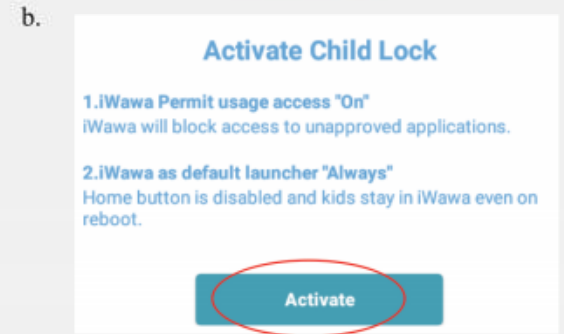 b.
Activate Child Lock
1.iWawa Permit usage access "On"
iWawa will block access to unapproved applications.
2.iWawa as default launcher "Always"
Home button is disabled and kids stay in iWawa even on
reboot.
Activate